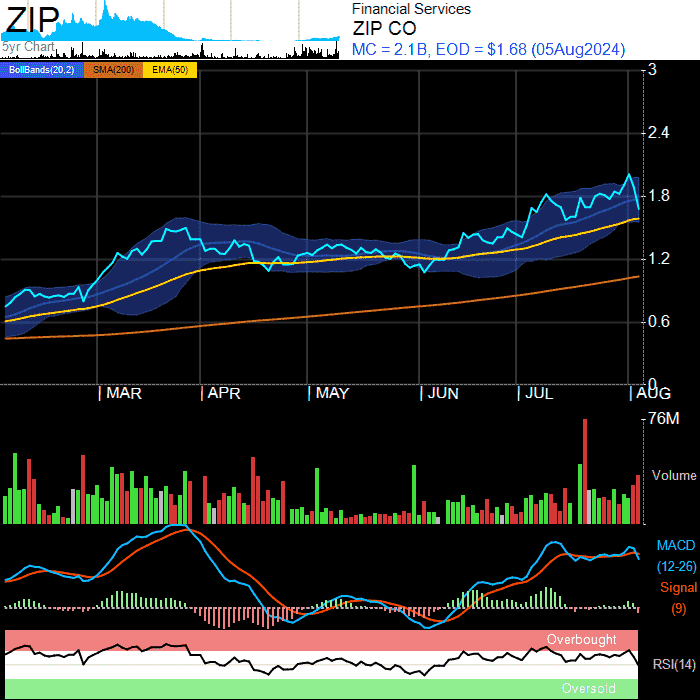 ZIP
5yr Chart
Financial Services
ZIP CO
MC = 2.1B, EOD = $1.68 (05Aug2024)
BollBands(20,2) SMA(200) EMA(50)
3
2.4
1.8
1.2
0.6
0
MAR APR MAY JUN JUL AUG
76M
Volume
MACD
(12-26)
Signal
(9)
Overbought
RSI(14)
Oversold